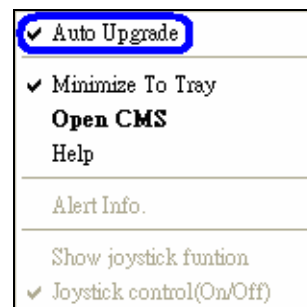 Auto Upgrade
Minimize To Tray
Open CMS
Help
Alert Info.
Show joystick funtion
Joystick control(On/Off)